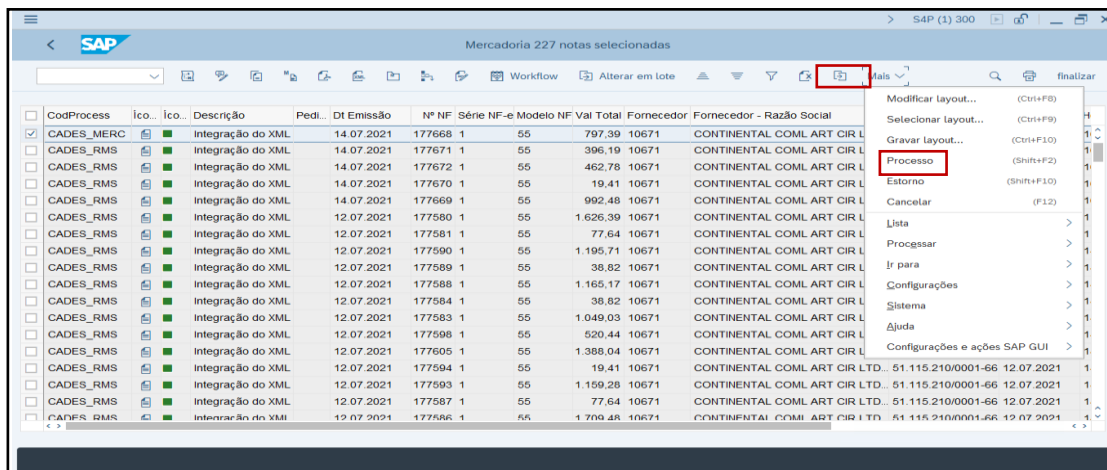 S4P (1) 300
SAP
Mercadoria 227 notas selecionadas
Workflow Alterar em lote Mais finalizar
CodProcess Íco... Íco... Descrição Pedi... Dt Emissão Nº NF Série NF-e Modelo NF Val Total Fornecedor Fornecedor - Razão Social
CADES_MERC Integração do XML 14.07.2021 177668 1 55 797,39 10671 CONTINENTAL COML ART CIR L
CADES_RMS Integração do XML 14.07.2021 177671 1 55 396,19 10671 CONTINENTAL COML ART CIR L
CADES_RMS Integração do XML 14.07.2021 177672 1 55 462,78 10671 CONTINENTAL COML ART CIR L
CADES_RMS Integração do XML 14.07.2021 177670 1 55 19,41 10671 CONTINENTAL COML ART CIR L
CADES_RMS Integração do XML 14.07.2021 177669 1 55 992,48 10671 CONTINENTAL COML ART CIR L
CADES_RMS Integração do XML 12.07.2021 177580 1 55 1.626,39 10671 CONTINENTAL COML ART CIR L
CADES_RMS Integração do XML 12.07.2021 177581 1 55 77,64 10671 CONTINENTAL COML ART CIR L
CADES_RMS Integração do XML 12.07.2021 177590 1 55 1.195,71 10671 CONTINENTAL COML ART CIR L
CADES_RMS Integração do XML 12.07.2021 177589 1 55 38,82 10671 CONTINENTAL COML ART CIR L
CADES_RMS Integração do XML 12.07.2021 177588 1 55 1.165,17 10671 CONTINENTAL COML ART CIR L
CADES_RMS Integração do XML 12.07.2021 177584 1 55 38,82 10671 CONTINENTAL COML ART CIR L
CADES_RMS Integração do XML 12.07.2021 177583 1 55 1.049,03 10671 CONTINENTAL COML ART CIR L
CADES_RMS Integração do XML 12.07.2021 177598 1 55 520,44 10671 CONTINENTAL COML ART CIR L
CADES_RMS Integração do XML 12.07.2021 177605 1 55 1.388,04 10671 CONTINENTAL COML ART CIR L
CADES_RMS Integração do XML 12.07.2021 177594 1 55 19,41 10671 CONTINENTAL COML ART CIR LTD... 51.115.210/0001-66 12.07.2021 1
CADES_RMS Integração do XML 12.07.2021 177593 1 55 1.159,28 10671 CONTINENTAL COML ART CIR LTD... 51.115.210/0001-66 12.07.2021 1
CADES_RMS Integração do XML 12.07.2021 177587 1 55 77,64 10671 CONTINENTAL COML ART CIR LTD... 51.115.210/0001-66 12.07.2021 1
CADES_RMS Integração do XML 12.07.2021 177586 1 55 1.709,48 10671 CONTINENTAL COML ART CIR LTD... 51.115.210/0001-66 12.07.2021 1
Modificar layout... (Ctrl+F8)
Selecionar layout... (Ctrl+F9)
Gravar layout... (Ctrl+F10)
Processo (Shift+F2)
Estorno (Shift+F10)
Cancelar (F12)
Lista
Processar
Ir para
Configurações
Sistema
Ajuda
Configurações e ações SAP GUI